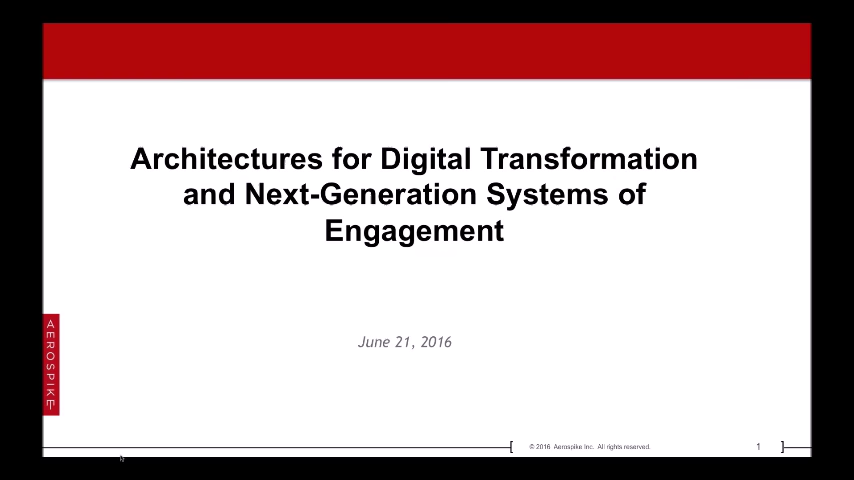 Architectures for Digital Transformation
and Next-Generation Systems of
Engagement
AEROSPIKE
June 21, 2016
[ © 2016 Aerospike Inc. All rights reserved. 1 ]